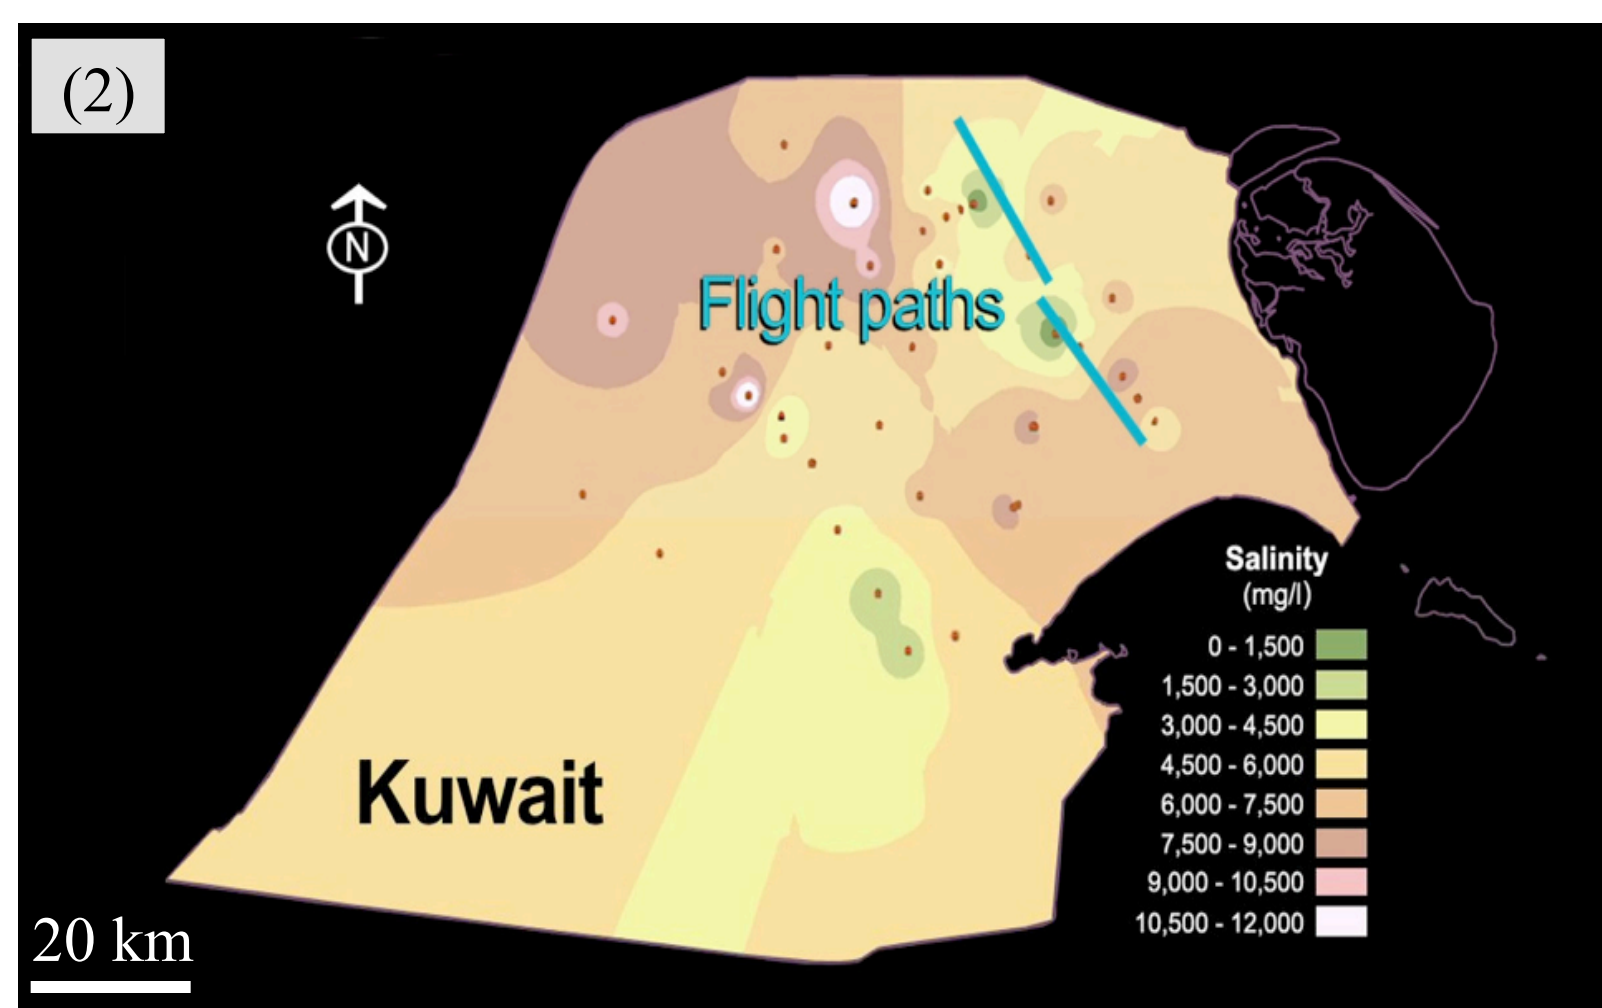 (2)
N
Flight paths
Salinity
(mg/l)
0 - 1,500
1,500 - 3,000
3,000 - 4,500
4,500 - 6,000
6,000 - 7,500
7,500 - 9,000
9,000 - 10,500
10,500 - 12,000
Kuwait
20 km